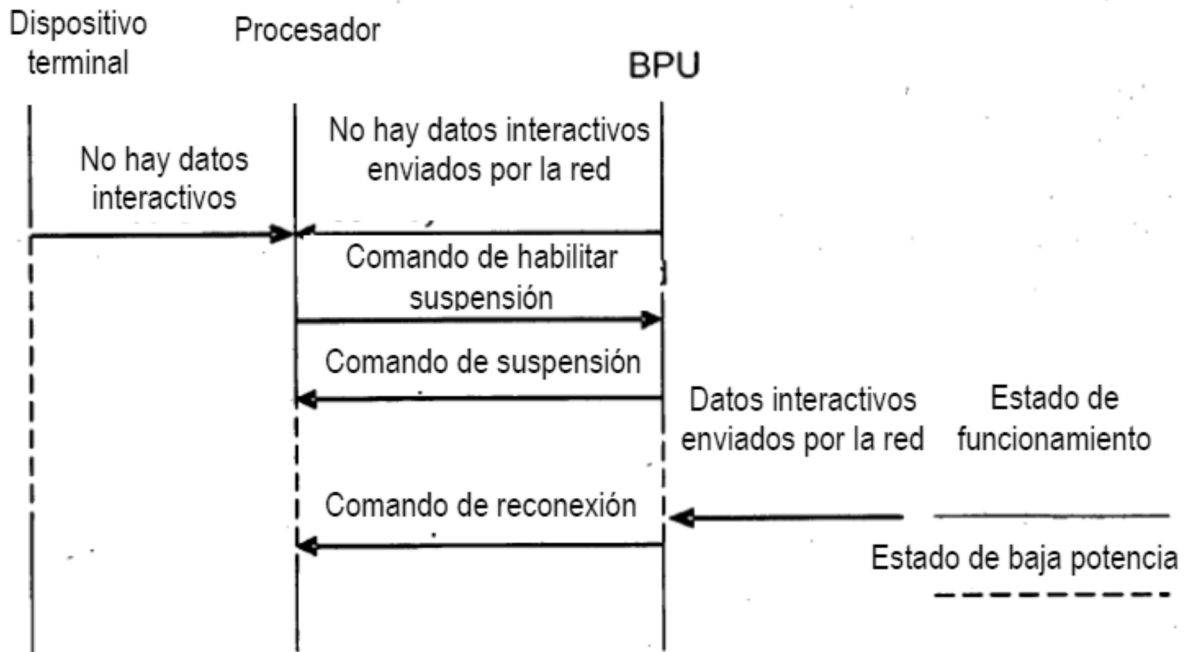 Dispositivo
terminal
Procesador
BPU
No hay datos
interactivos
No hay datos interactivos
enviados por la red
Comando de habilitar
suspensión
Comando de suspensión
Datos interactivos
enviados por la red
Estado de
funcionamiento
Comando de reconexión
Estado de baja potencia